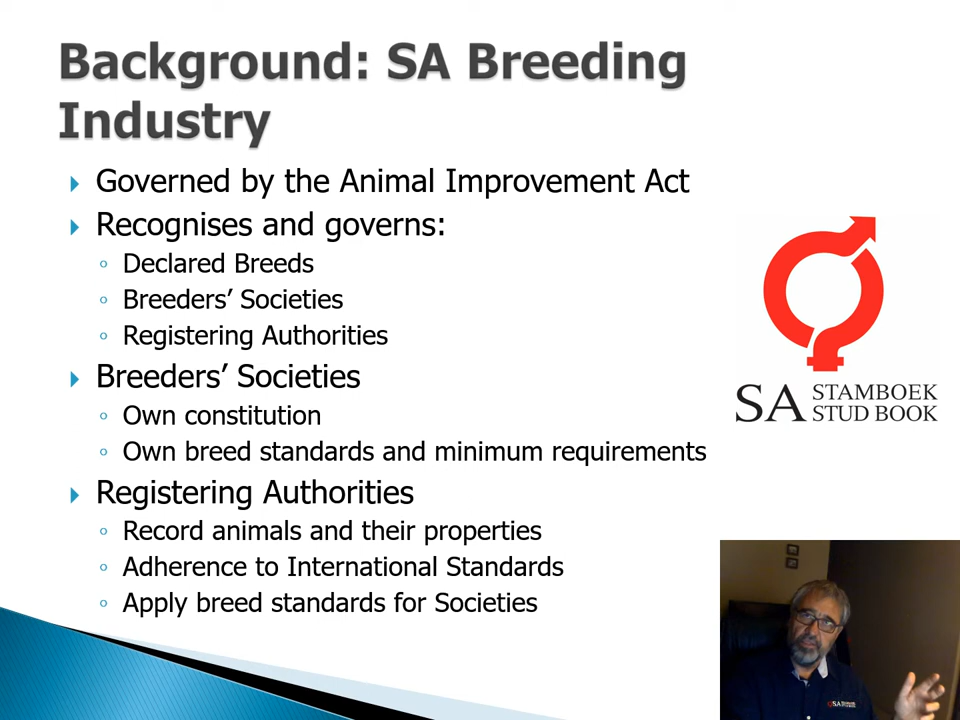 Background: SA Breeding
Industry
Governed by the Animal Improvement Act
Recognises and governs:
Declared Breeds
Breeders’ Societies
Registering Authorities
Breeders’ Societies
Own constitution
Own breed standards and minimum requirements
Registering Authorities
Record animals and their properties
Adherence to International Standards
Apply breed standards for Societies
SA STAMBOEK
STUD BOOK
SA